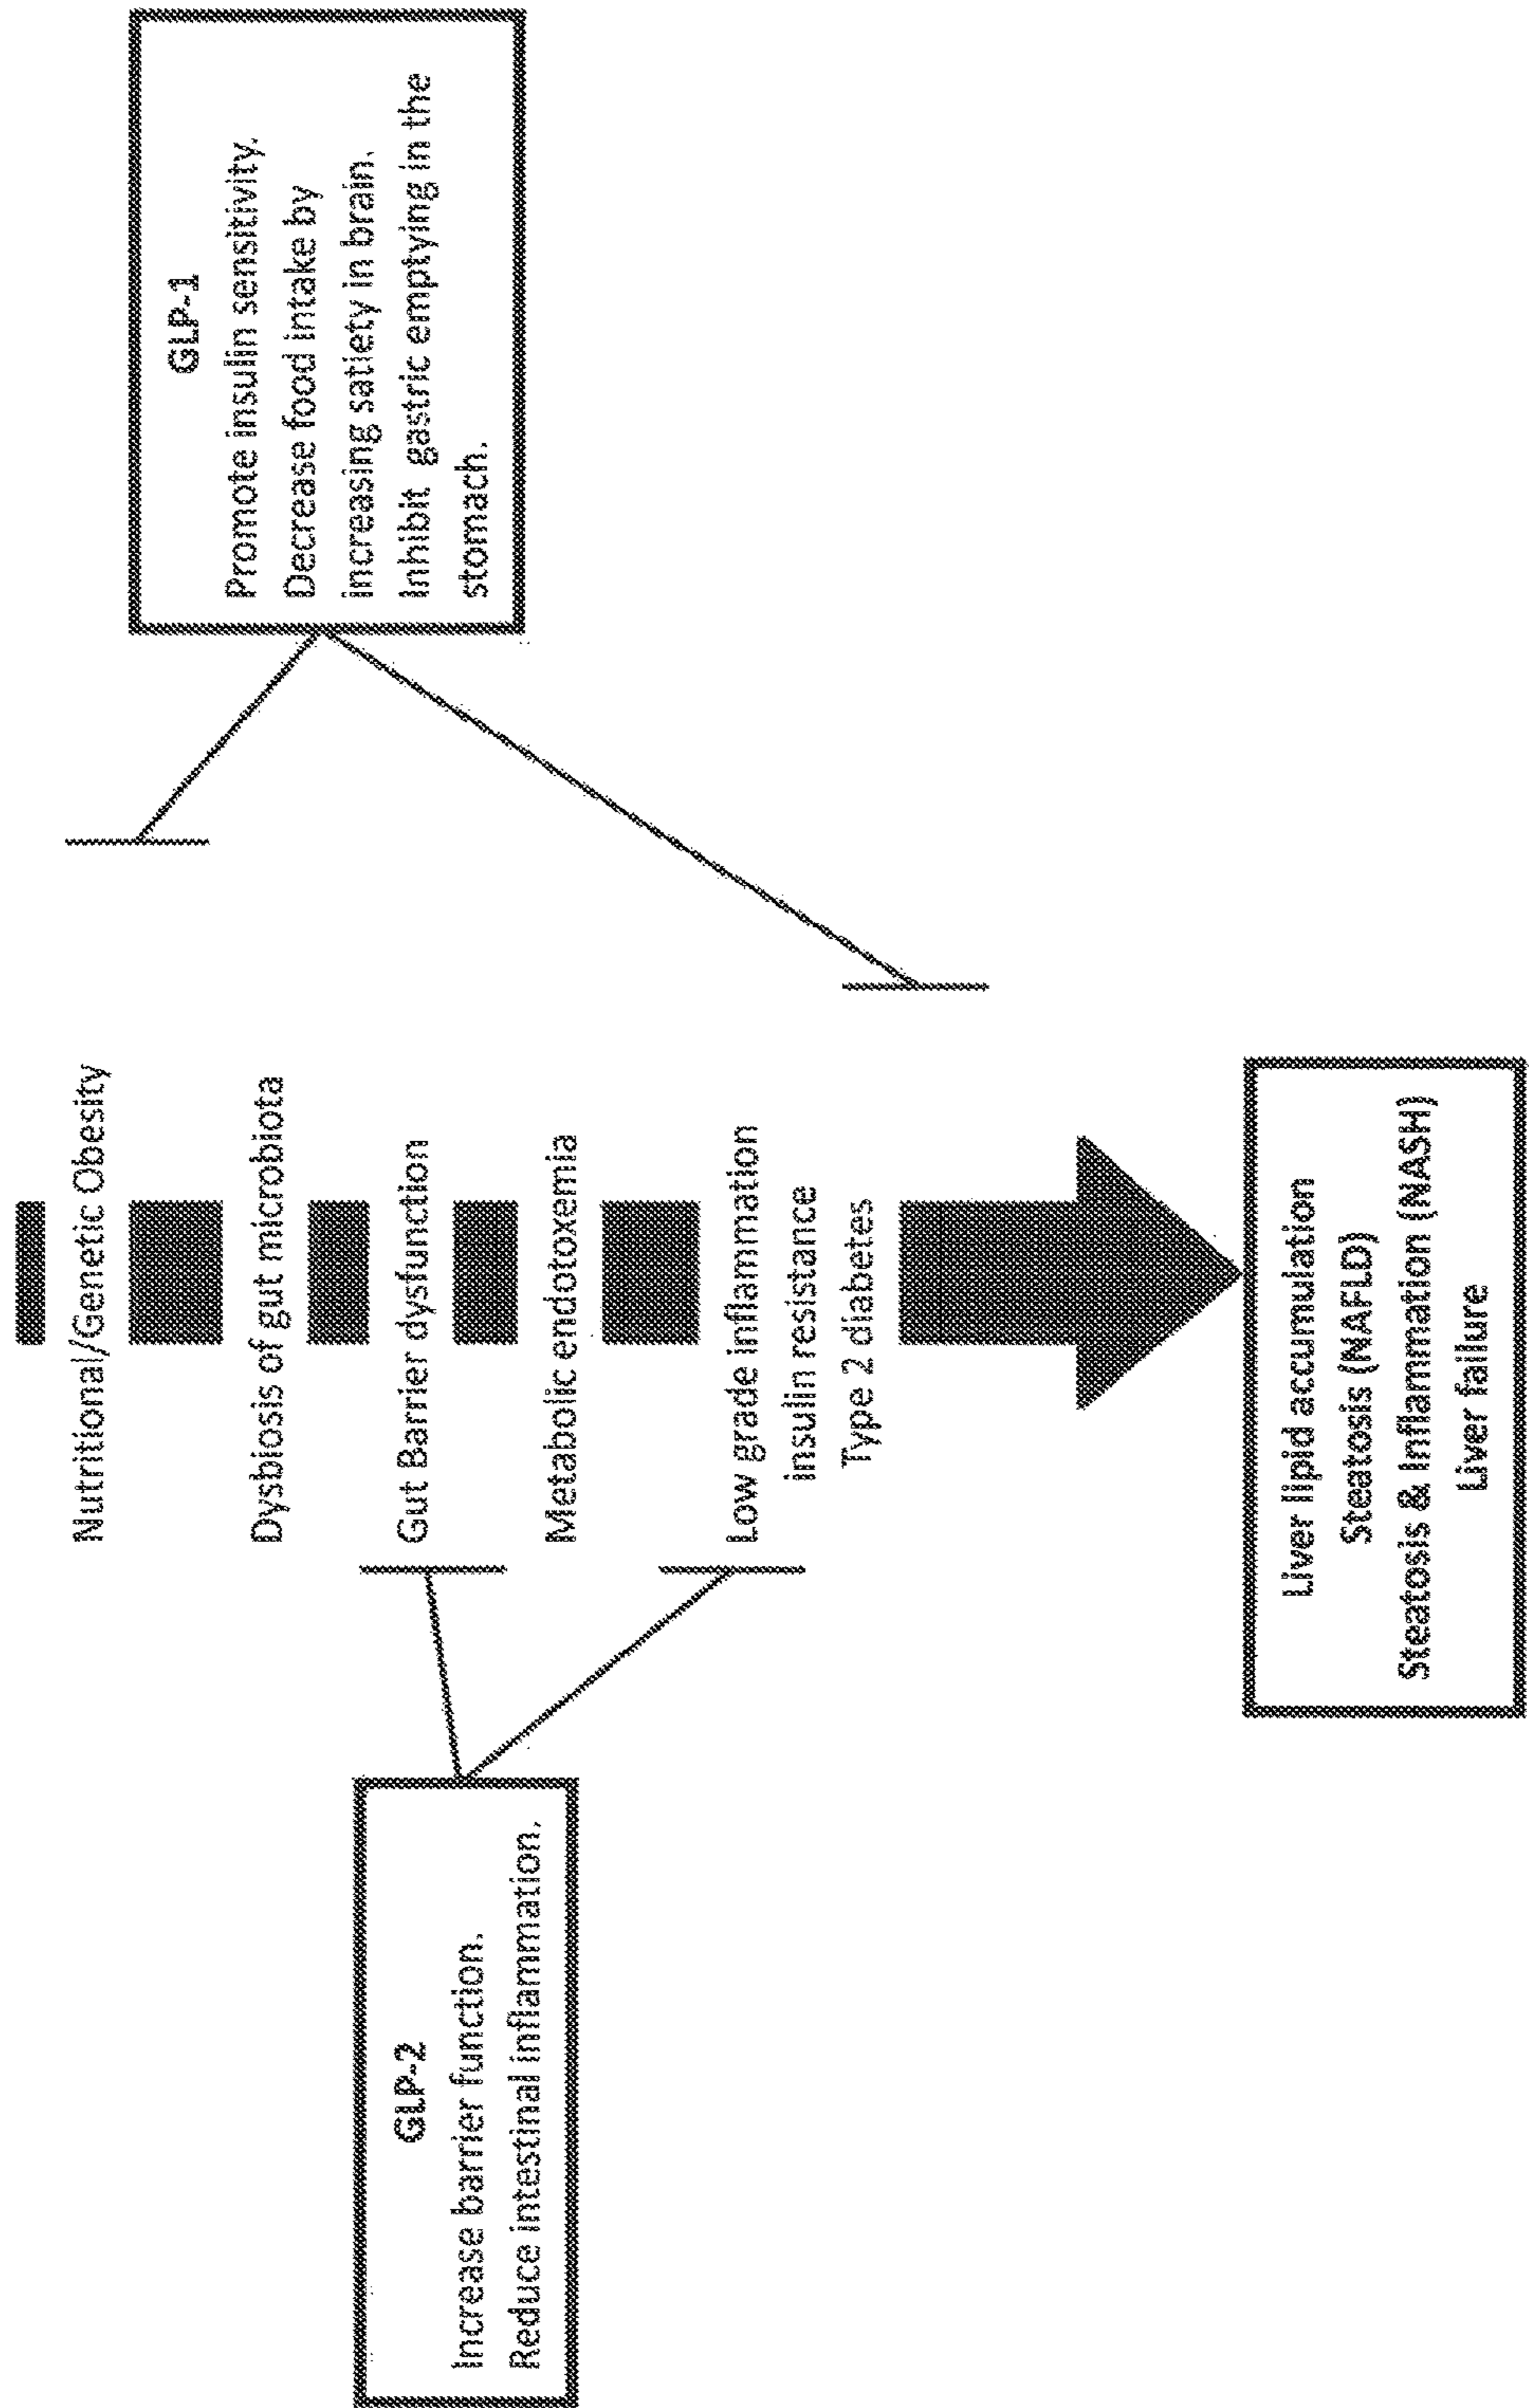 GLP-2
Increase barrier function.
Reduce intestinal inflammation.
Nutritional/Genetic Obesity
Dysbiosis of gut microbiota
Gut Barrier dysfunction
Metabolic endotoxemia
Low grade inflammation
insulin resistance
Type 2 diabetes
Liver lipid accumulation
Steatosis (NAFLD)
Steatosis & Inflammation (NASH)
Liver failure
GLP-1
Promote insulin sensitivity.
Decrease food intake by
increasing satiety in brain.
Inhibit gastric emptying in the
stomach.